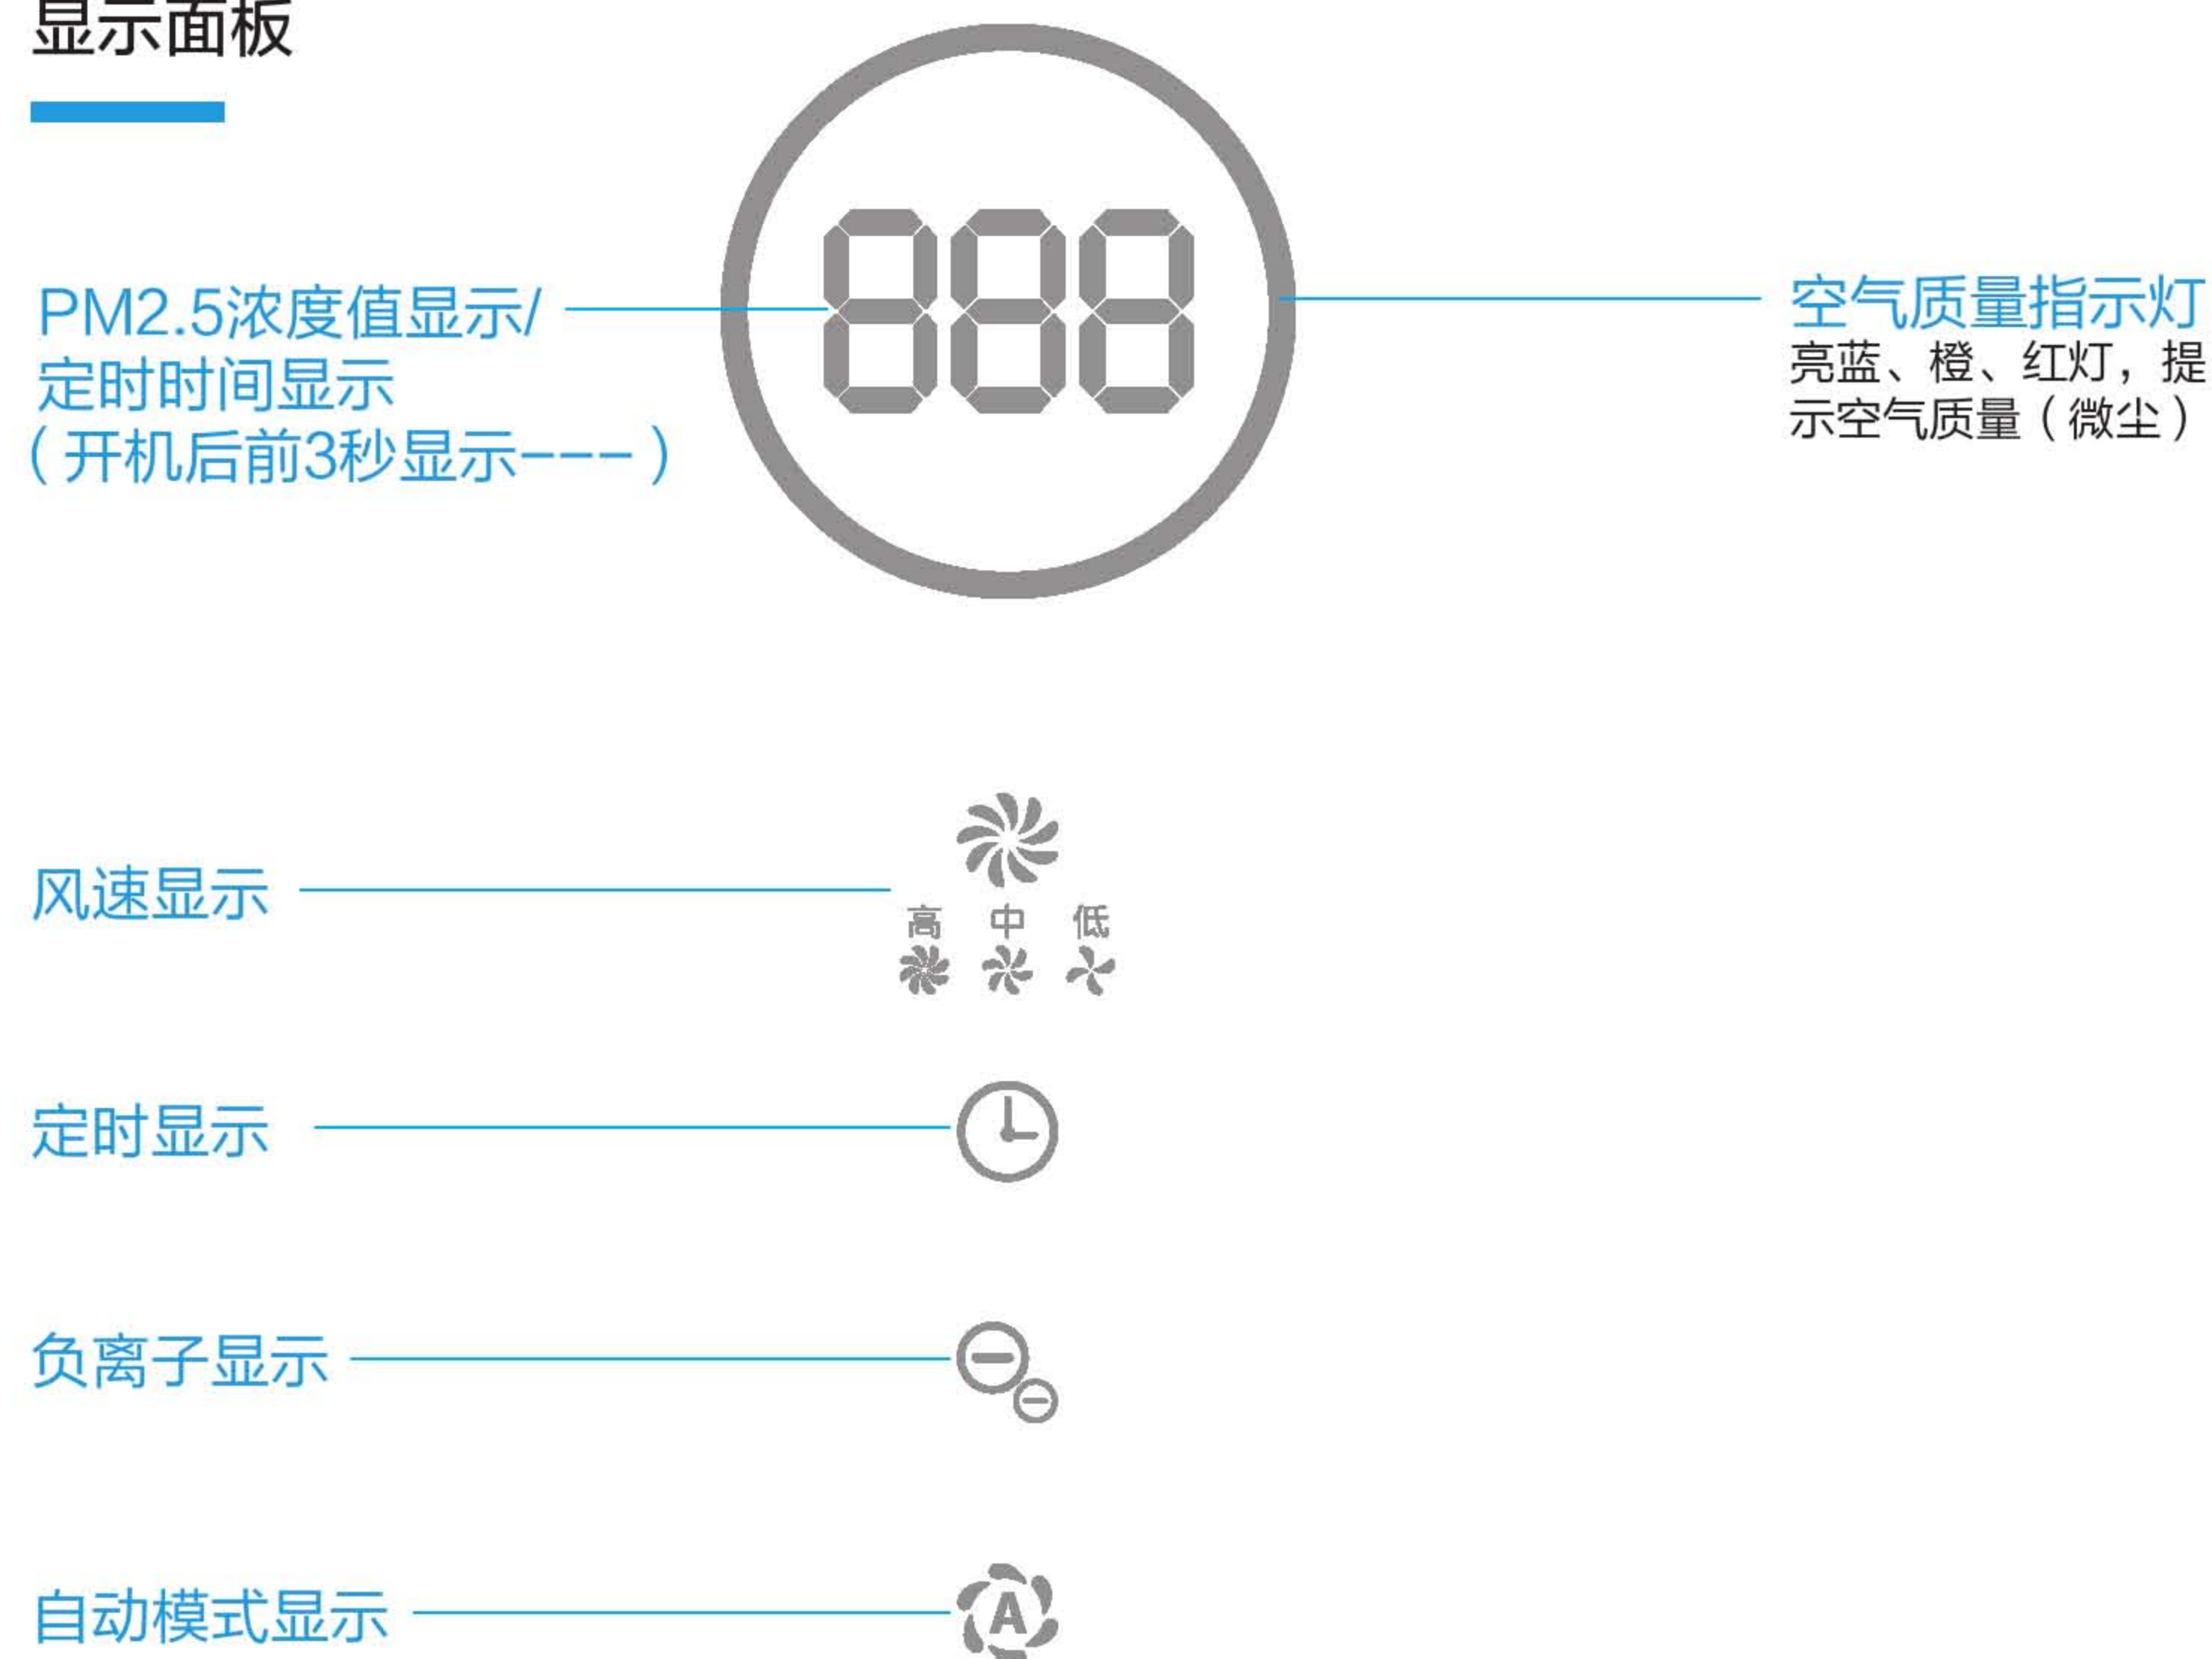 显示面板
888
PM2.5浓度值显示/
定时时间显示
（开机后前3秒显示---）
空气质量指示灯
亮蓝、橙、红灯，提
示空气质量（微尘）
风速显示
高 中 低
定时显示
负离子显示
自动模式显示
A